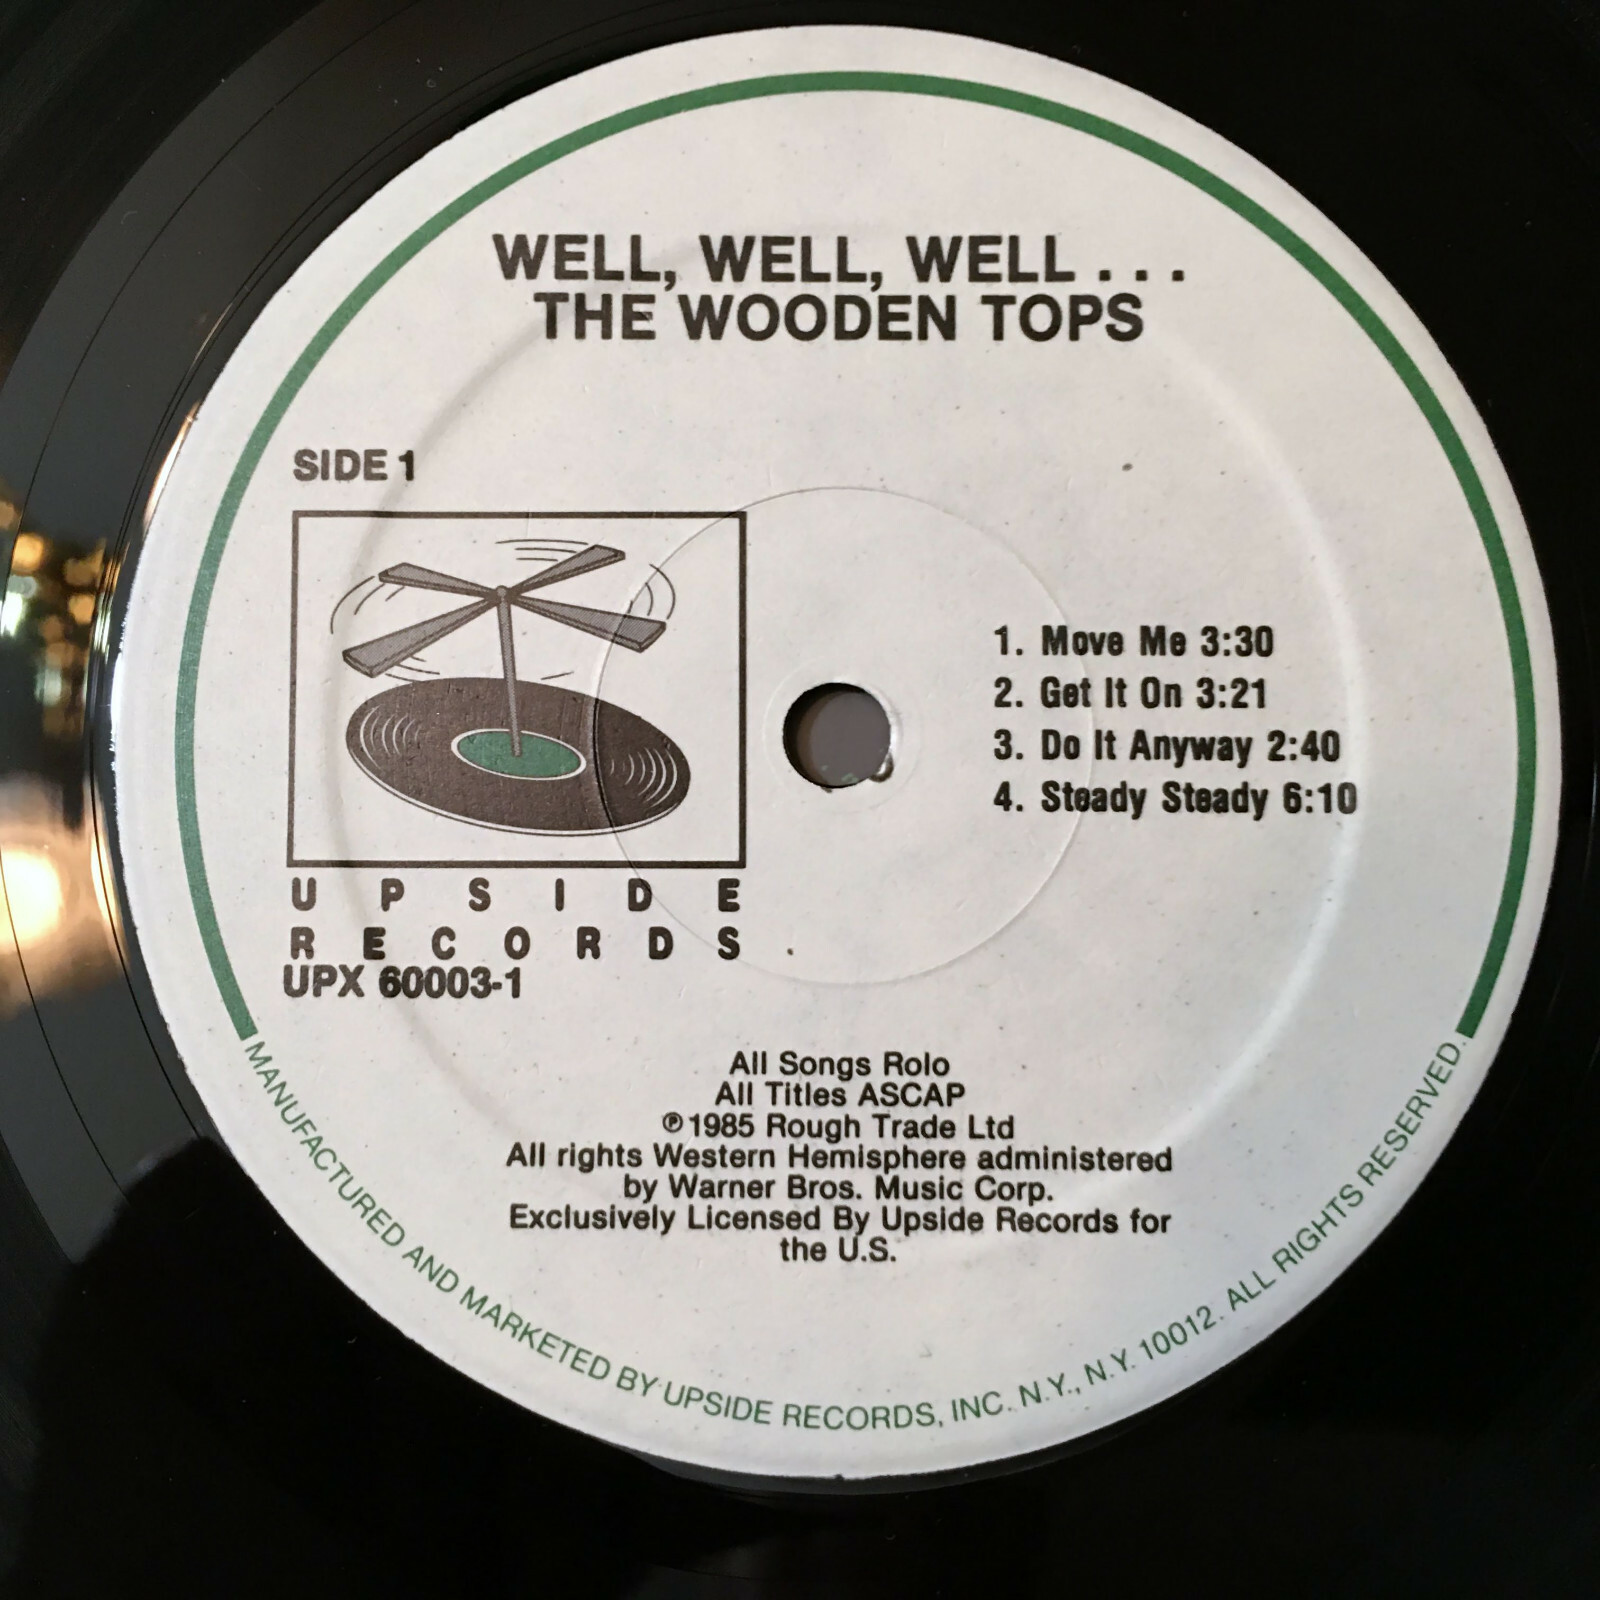 WELL, WELL, WELL . . .
THE WOODEN TOPS
SIDE 1
UPSIDE
RECORDS
UPX 60003-1
1. Move Me 3:30
2. Get It On 3:21
3. Do It Anyway 2:40
4. Steady Steady 6:10
All Songs Rolo
All Titles ASCAP
℗1985 Rough Trade Ltd
All rights Western Hemisphere administered
by Warner Bros. Music Corp.
Exclusively Licensed By Upside Records for
the U.S.
MANUFACTURED AND MARKETED BY UPSIDE RECORDS, INC. N.Y., N.Y. 10012. ALL RIGHTS RESERVED.